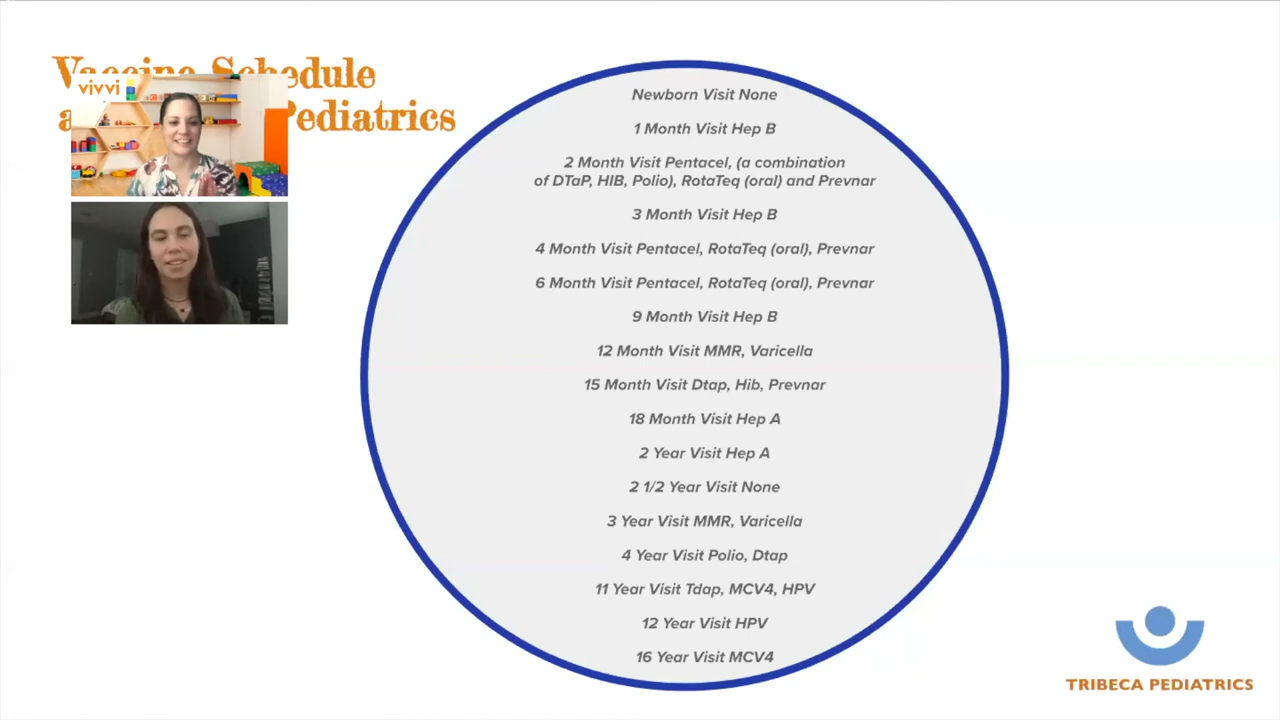 Vaccine Schedule
Pediatrics
vivvi
Newborn Visit None
1 Month Visit Hep B
2 Month Visit Pentacel, (a combination
of DTaP, HIB, Polio), RotaTeq (oral) and Prevnar
3 Month Visit Hep B
4 Month Visit Pentacel, RotaTeq (oral), Prevnar
6 Month Visit Pentacel, RotaTeq (oral), Prevnar
9 Month Visit Hep B
12 Month Visit MMR, Varicella
15 Month Visit Dtap, Hib, Prevnar
18 Month Visit Hep A
2 Year Visit Hep A
2 1/2 Year Visit None
3 Year Visit MMR, Varicella
4 Year Visit Polio, Dtap
11 Year Visit Tdap, MCV4, HPV
12 Year Visit HPV
16 Year Visit MCV4
TRIBECA PEDIATRICS